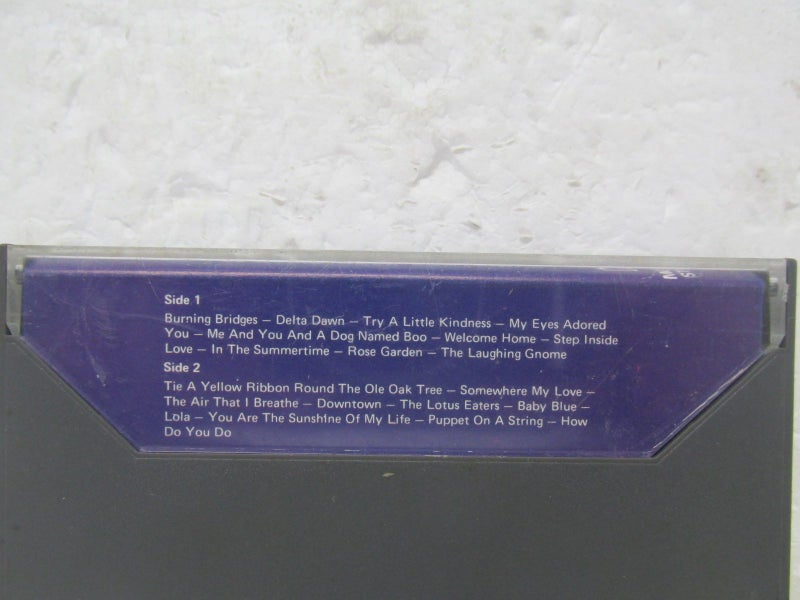 Side 1
Burning Bridges – Delta Dawn – Try A Little Kindness – My Eyes Adored
You – Me And You And A Dog Named Boo – Welcome Home – Step Inside
Love – In The Summertime – Rose Garden – The Laughing Gnome
Side 2
Tie A Yellow Ribbon Round The Ole Oak Tree – Somewhere My Love –
The Air That I Breathe – Downtown – The Lotus Eaters – Baby Blue –
Lola – You Are The Sunshine Of My Life – Puppet On A String – How
Do You Do